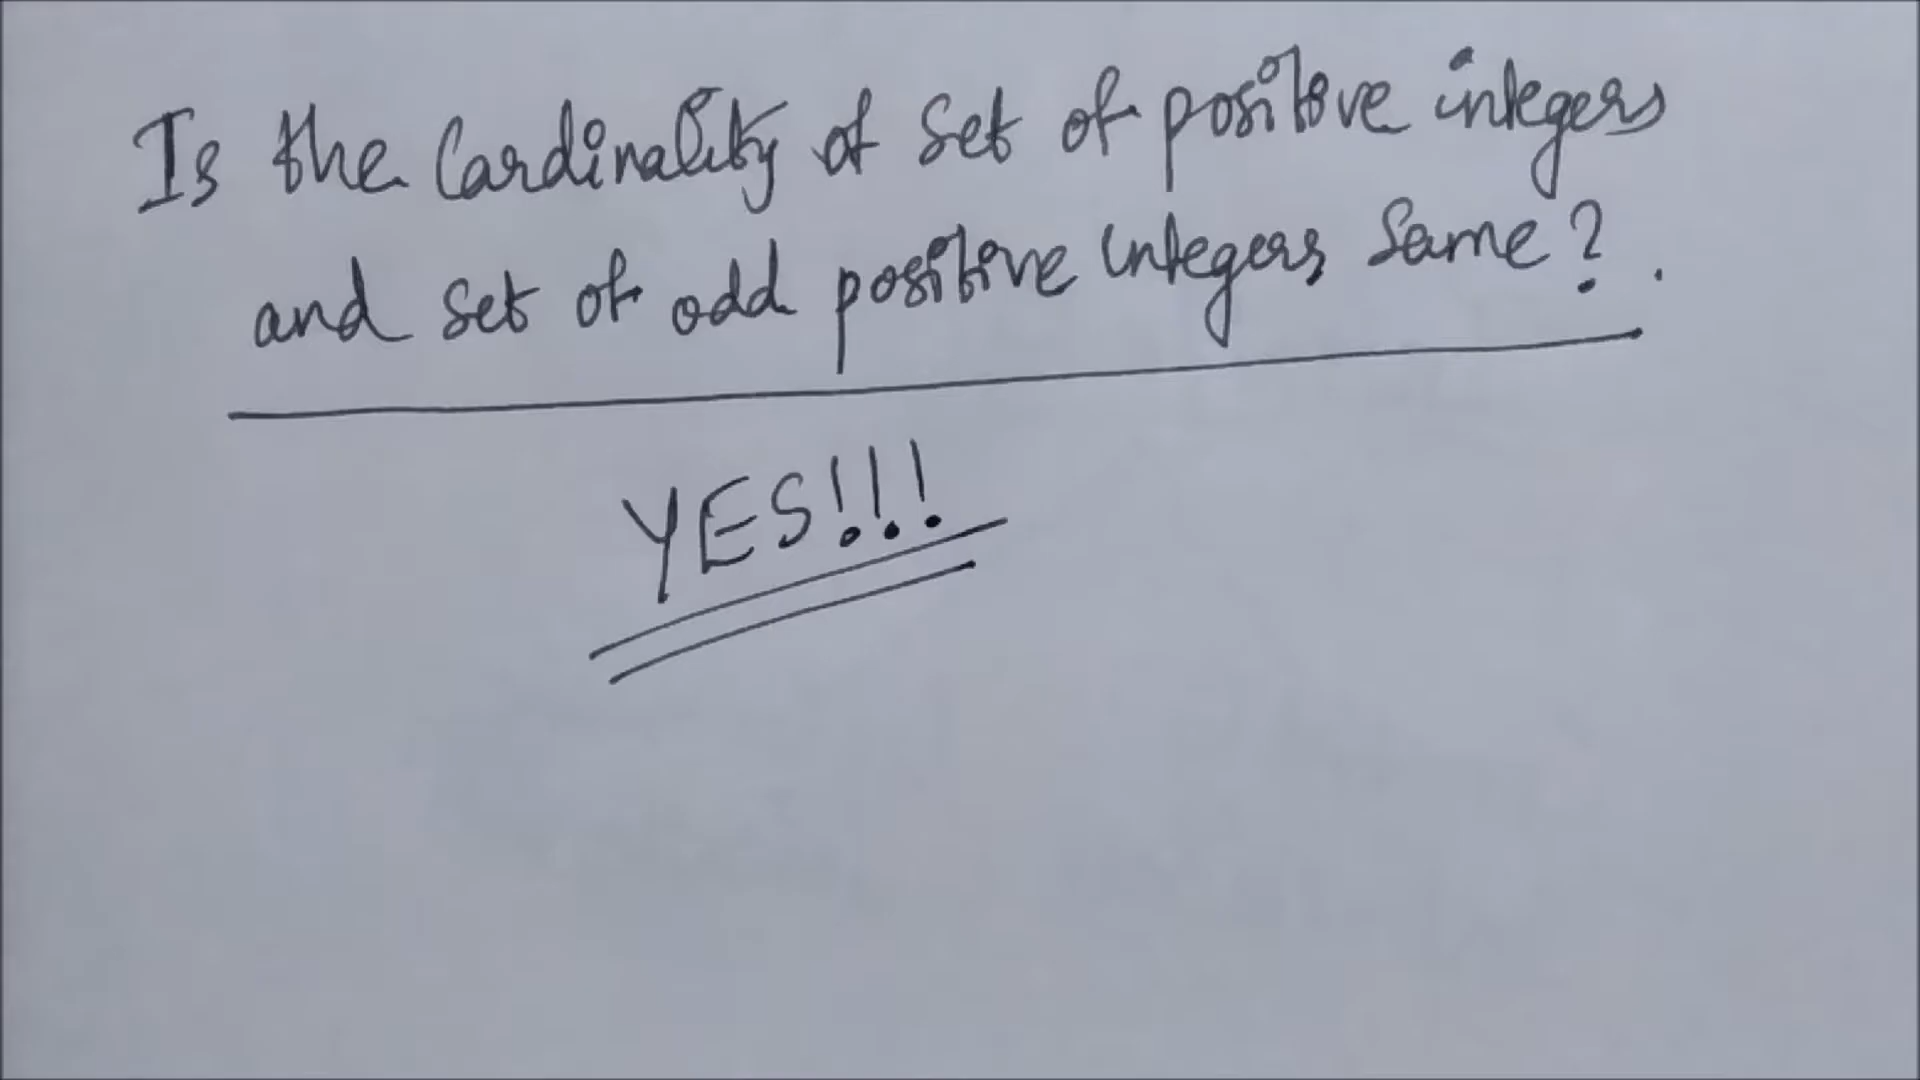 Is the Cardinality of set of positive integers
and set of odd positive integers same?.
YES!!!